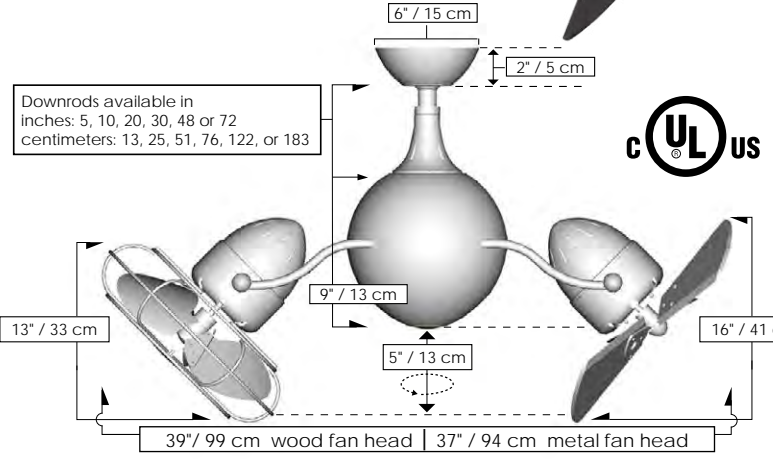 6" / 15 cm
2" / 5 cm
Downrods available in
inches: 5, 10, 20, 30, 48 or 72
centimeters: 13, 25, 51, 76, 122, or 183
C UL ® US
9" / 13 cm
13" / 33 cm
16" / 41 c
5" / 13 cm
39"/ 99 cm wood fan head | 37" / 94 cm metal fan head